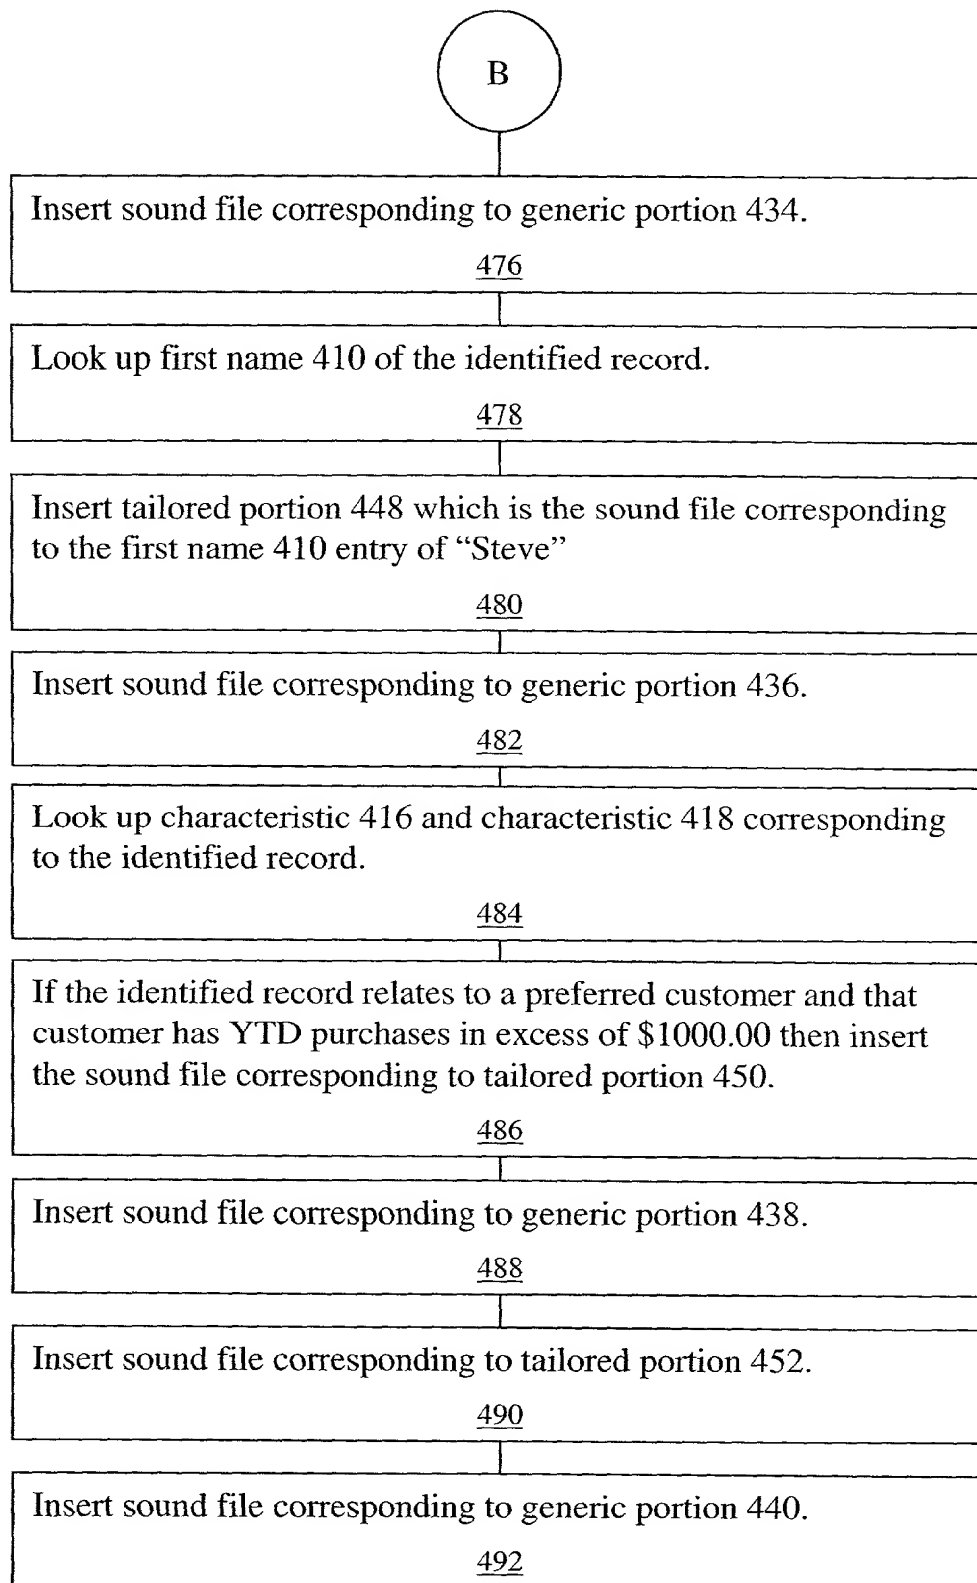 B
Insert sound file corresponding to generic portion 434.
476
Look up first name 410 of the identified record.
478
Insert tailored portion 448 which is the sound file corresponding
to the first name 410 entry of “Steve”
480
Insert sound file corresponding to generic portion 436.
482
Look up characteristic 416 and characteristic 418 corresponding
to the identified record.
484
If the identified record relates to a preferred customer and that
customer has YTD purchases in excess of $1000.00 then insert
the sound file corresponding to tailored portion 450.
486
Insert sound file corresponding to generic portion 438.
488
Insert sound file corresponding to tailored portion 452.
490
Insert sound file corresponding to generic portion 440.
492